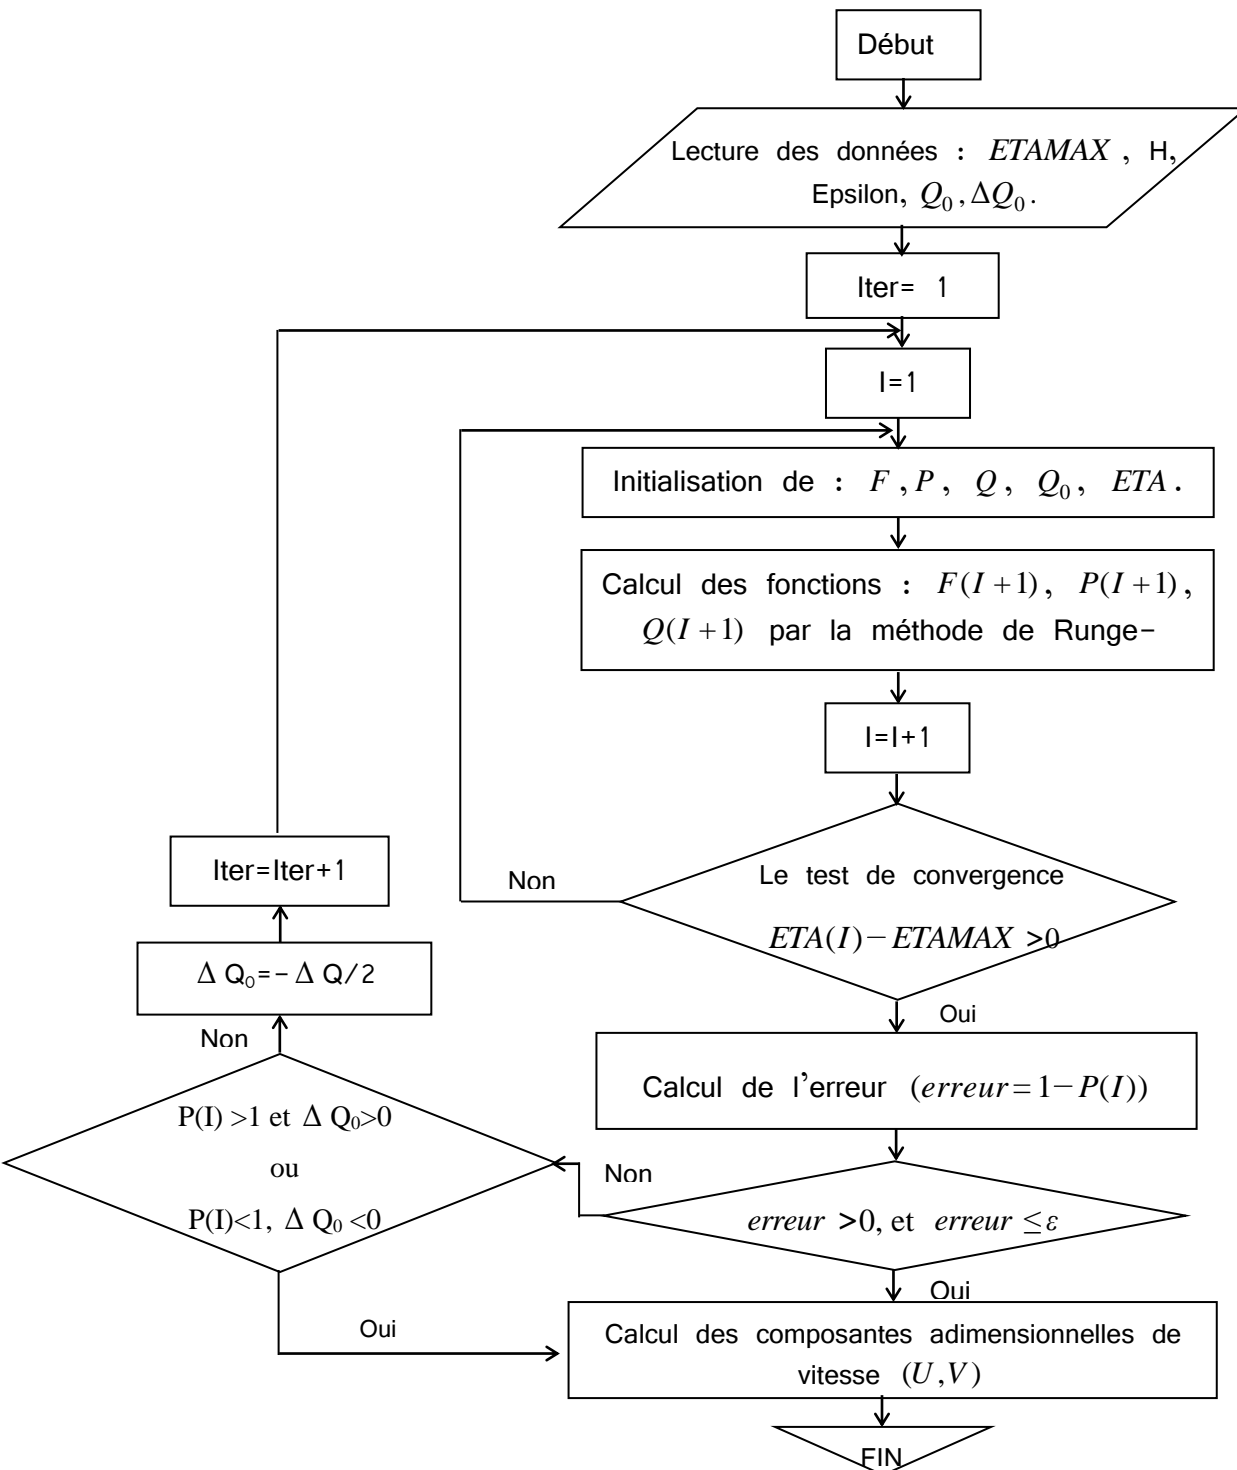 Début
Lecture des données : ETAMAX , H,
Epsilon, Q₀ , ΔQ₀ .
Iter= 1
I=1
Initialisation de : F , P , Q , Q₀ , ETA .
Calcul des fonctions : F(I+1) , P(I+1) ,
Q(I+1) par la méthode de Runge-
I=I+1
Le test de convergence
ETA(I) − ETAMAX >0
Non
Oui
Iter=Iter+1
Δ Q₀=- Δ Q/2
Non
Calcul de l’erreur (erreur = 1− P(I))
P(I) >1 et Δ Q₀>0
ou
P(I)<1, Δ Q₀ <0
Non
erreur >0, et erreur ≤ ε
Oui
Oui
Calcul des composantes adimensionnelles de
vitesse (U,V)
FIN